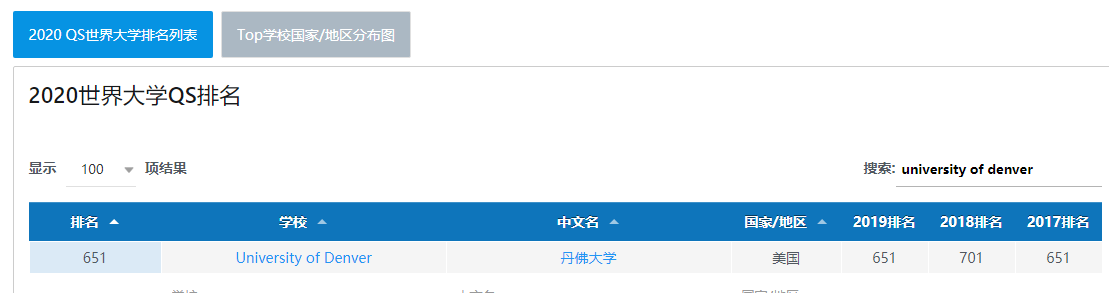 2020 QS世界大学排名列表 Top学校国家/地区分布图
2020世界大学QS排名
显示 100 项结果 搜索: university of denver
排名 学校 中文名 国家/地区 2019排名 2018排名 2017排名
651 University of Denver 丹佛大学 美国 651 701 651